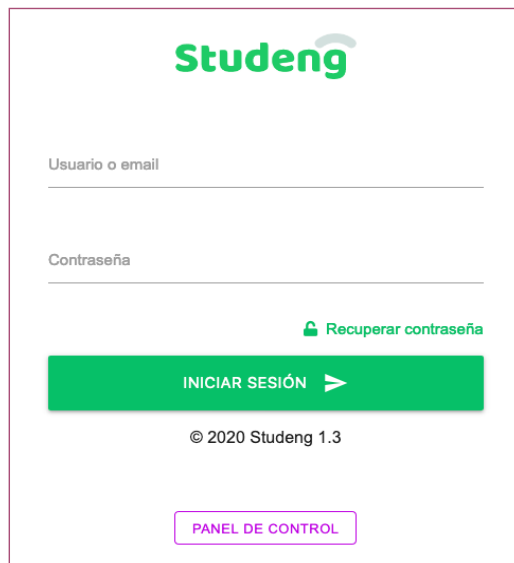 Studeng
Usuario o email
Contraseña
Recuperar contraseña
INICIAR SESIÓN
© 2020 Studeng 1.3
PANEL DE CONTROL